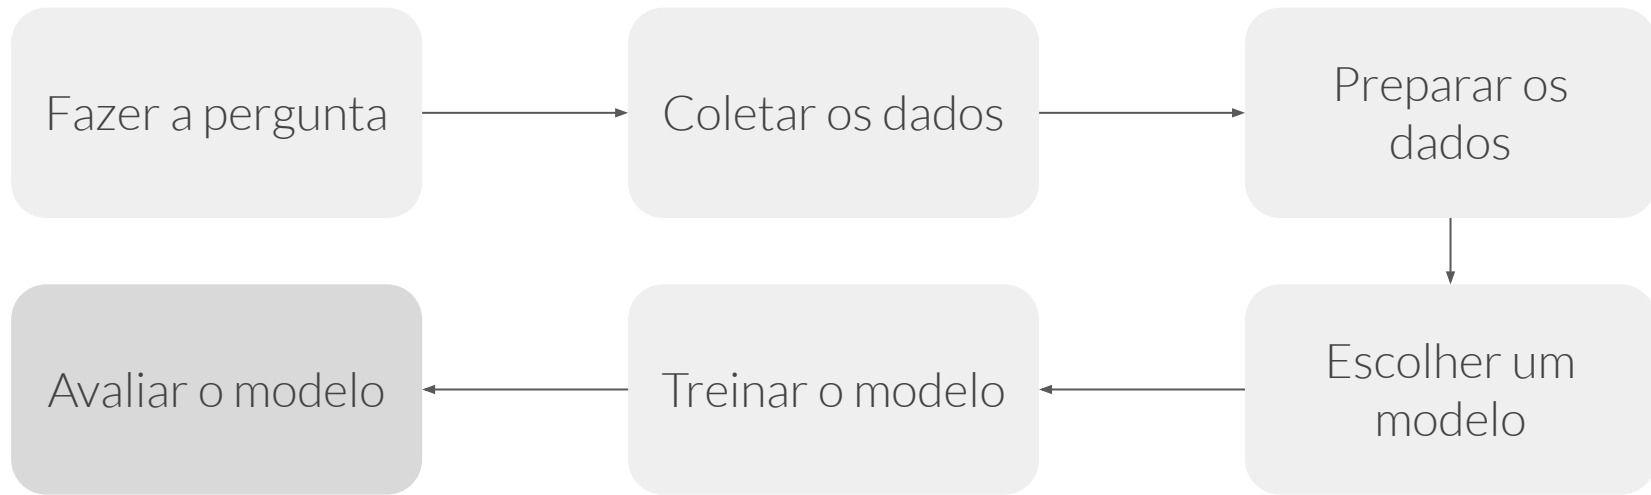 Fazer a pergunta
Coletar os dados
Preparar os
dados
Escolher um
modelo
Treinar o modelo
Avaliar o modelo